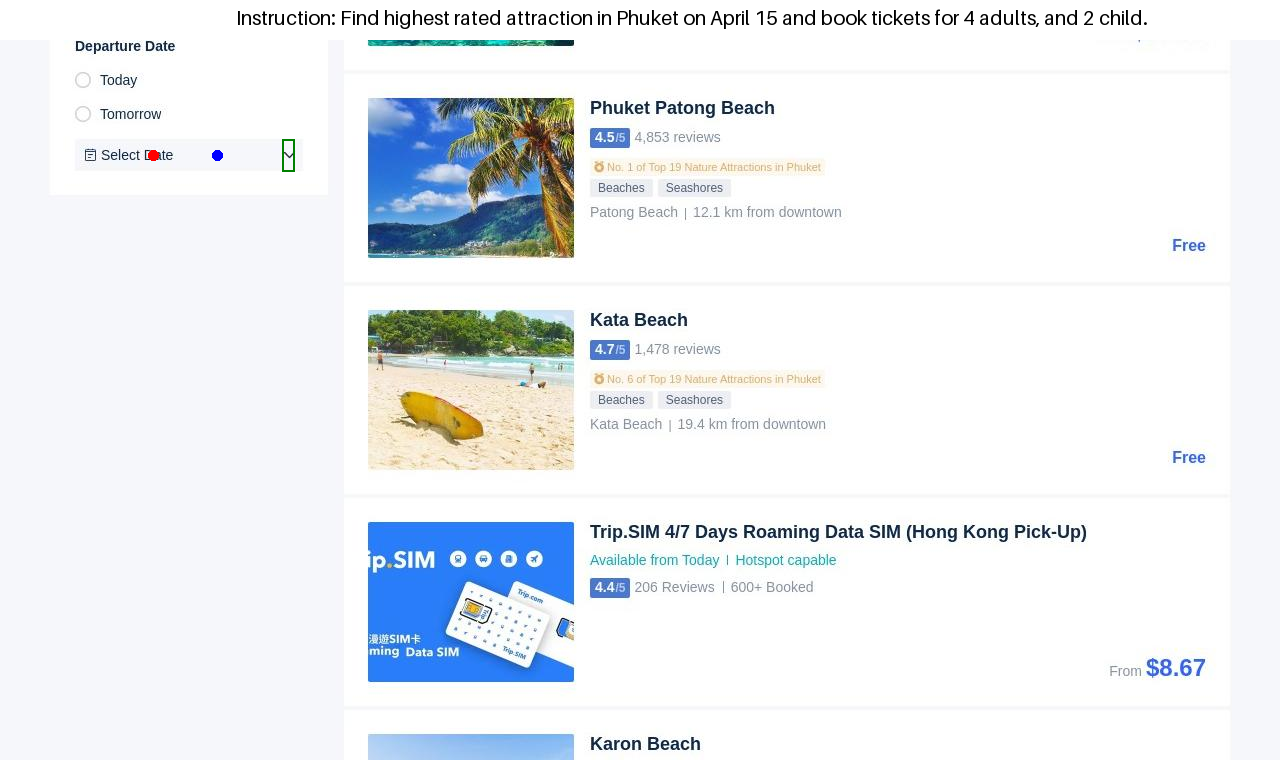 Instruction: Find highest rated attraction in Phuket on April 15 and book tickets for 4 adults, and 2 child.
Departure Date
Today
Tomorrow
Select Date
Phuket Patong Beach
4.5/5 4,853 reviews
No. 1 of Top 19 Nature Attractions in Phuket
Beaches Seashores
Patong Beach | 12.1 km from downtown
Free
Kata Beach
4.7/5 1,478 reviews
No. 6 of Top 19 Nature Attractions in Phuket
Beaches Seashores
Kata Beach | 19.4 km from downtown
Free
ip.SIM
Trip.com
Trip.SIM
漫遊SIM卡
ming Data SIM
Trip.SIM 4/7 Days Roaming Data SIM (Hong Kong Pick-Up)
Available from Today | Hotspot capable
4.4/5 206 Reviews | 600+ Booked
From $8.67
Karon Beach